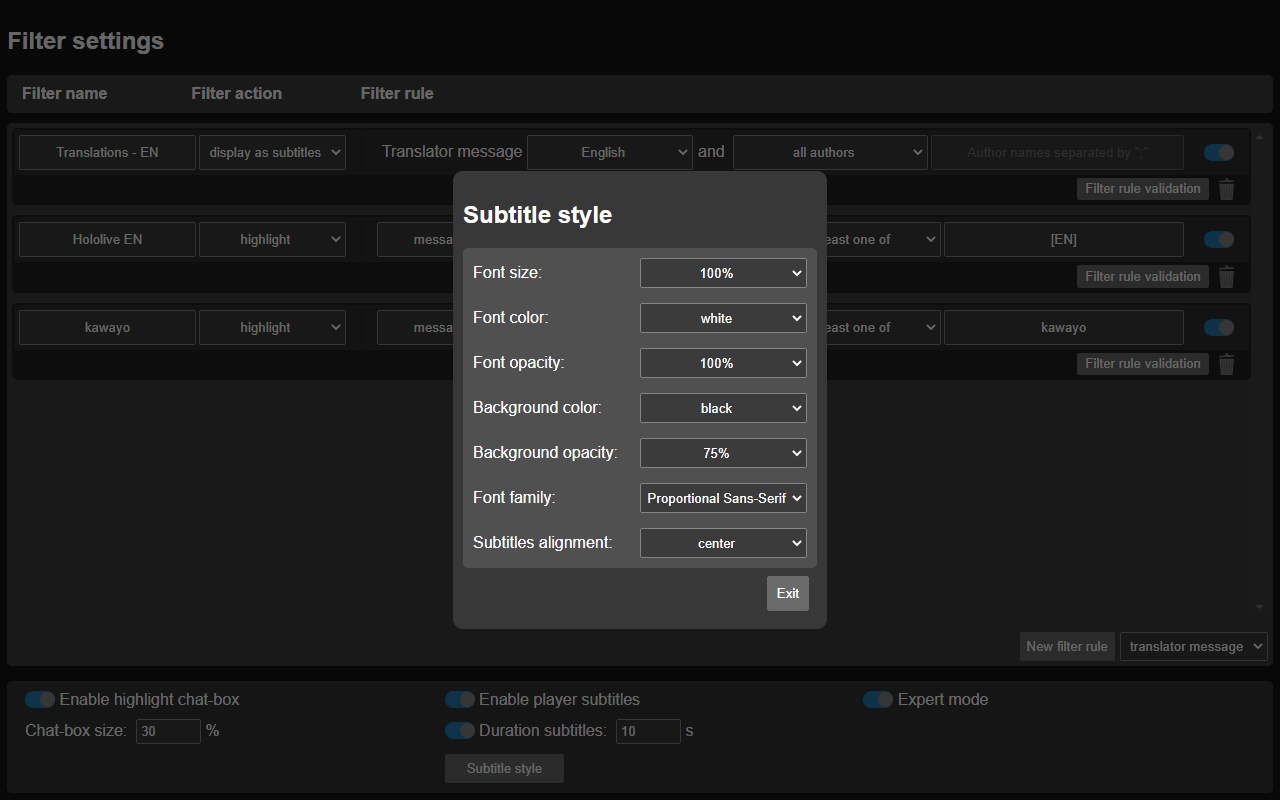 Filter settings
Filter name Filter action Filter rule
Translations - EN display as subtitles Translator message English and all authors Author names separated by ";"
Filter rule validation
Hololive EN highlight messa east one of [EN]
Filter rule validation
kawayo highlight messa east one of kawayo
Filter rule validation
Subtitle style
Font size: 100%
Font color: white
Font opacity: 100%
Background color: black
Background opacity: 75%
Font family: Proportional Sans-Serif
Subtitles alignment: center
Exit
New filter rule translator message
Enable highlight chat-box Enable player subtitles Expert mode
Chat-box size: 30 % Duration subtitles: 10 s
Subtitle style